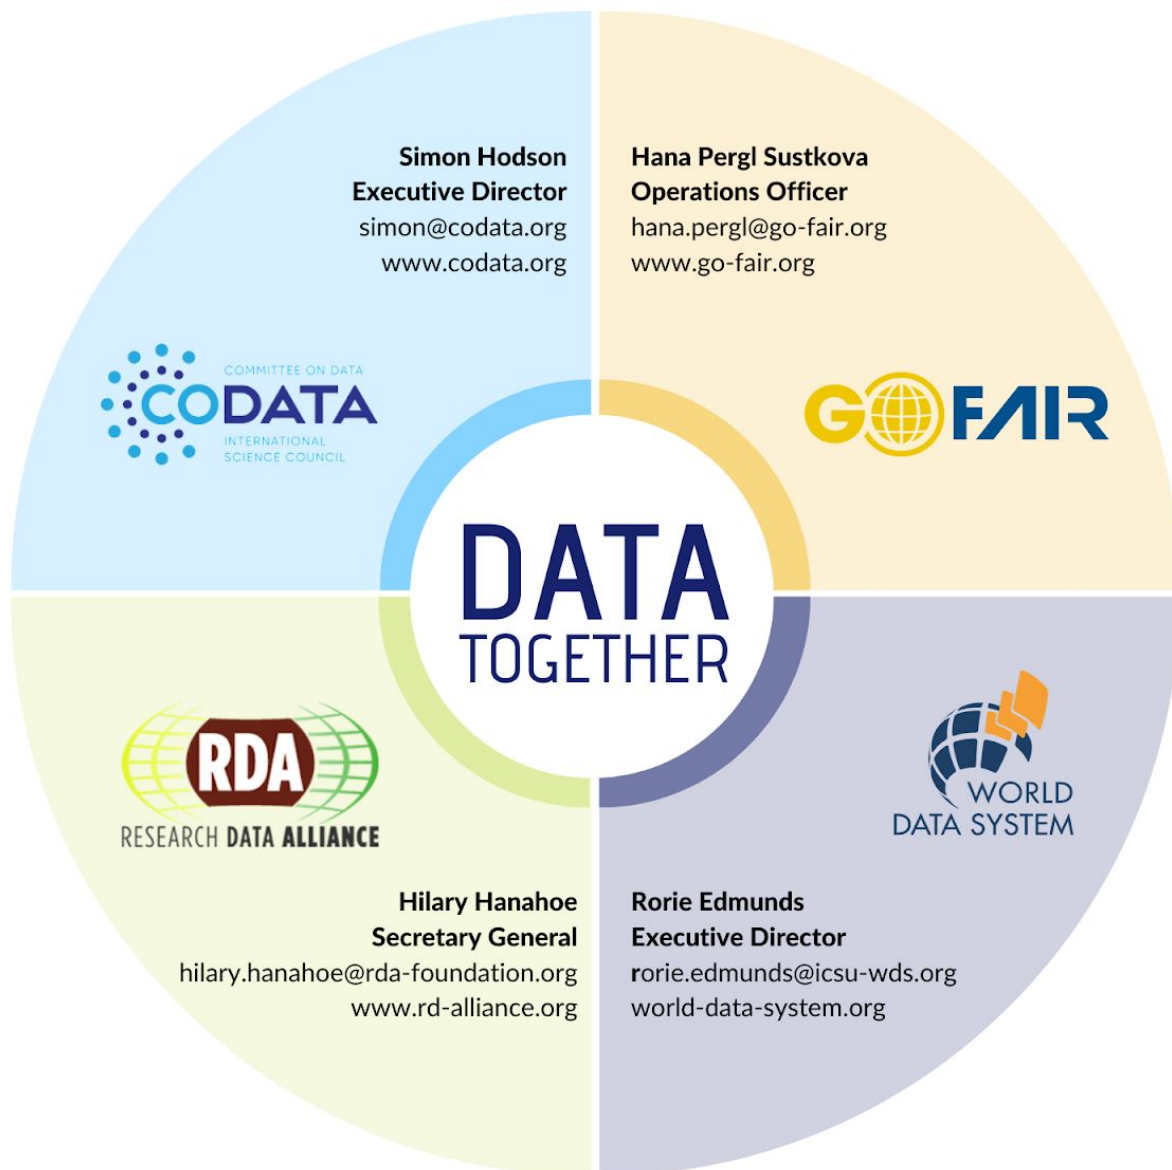 Simon Hodson
Executive Director
simon@codata.org
www.codata.org
COMMITTEE ON DATA
CODATA
INTERNATIONAL
SCIENCE COUNCIL
Hana Pergl Sustkova
Operations Officer
hana.pergl@go-fair.org
www.go-fair.org
GO FAIR
DATA
TOGETHER
RDA
RESEARCH DATA ALLIANCE
Hilary Hanahoe
Secretary General
hilary.hanahoe@rda-foundation.org
www.rd-alliance.org
WORLD
DATA SYSTEM
Rorie Edmunds
Executive Director
rorie.edmunds@icsu-wds.org
world-data-system.org